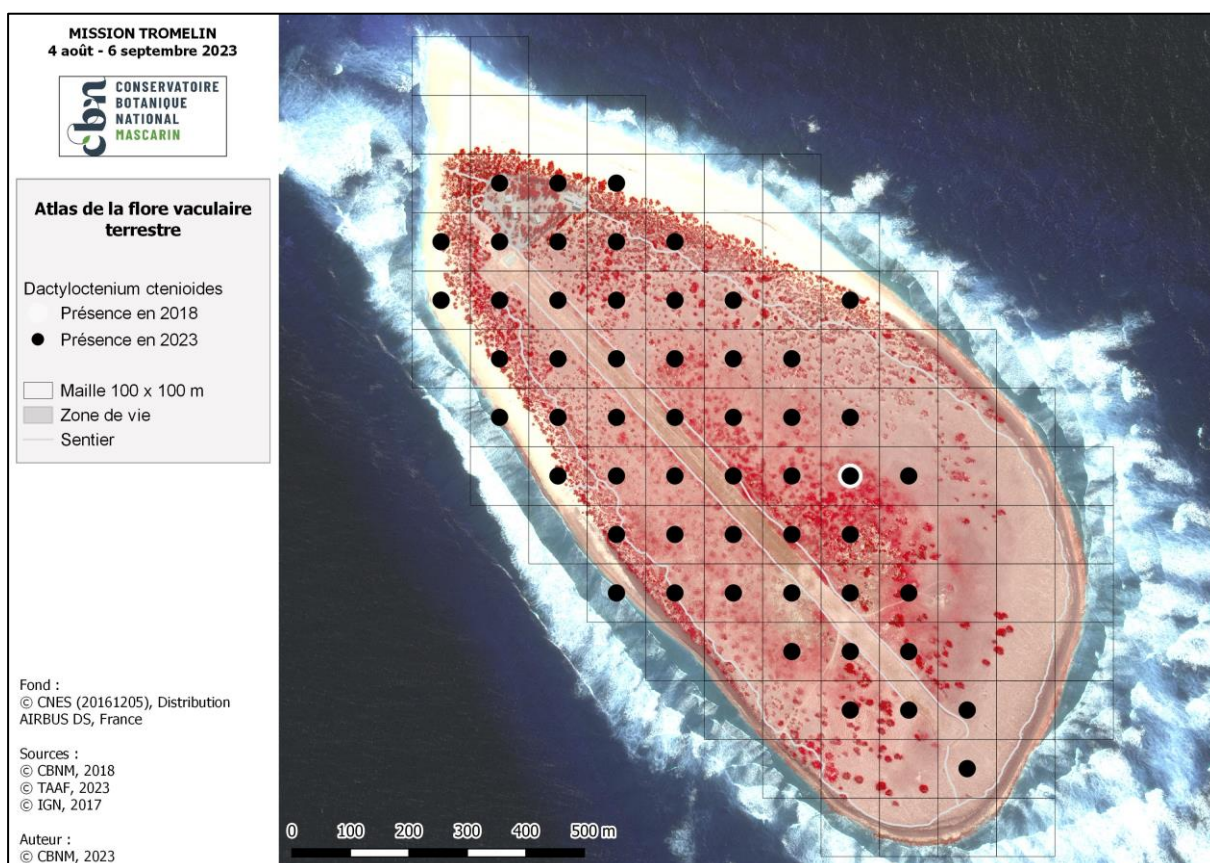 MISSION TROMELIN
4 août - 6 septembre 2023
cbn
CONSERVATOIRE
BOTANIQUE
NATIONAL
MASCARIN
Atlas de la flore vaculaire
terrestre
Dactyloctenium ctenioides
Présence en 2018
Présence en 2023
Maille 100 x 100 m
Zone de vie
Sentier
Fond :
© CNES (20161205), Distribution
AIRBUS DS, France
Sources :
© CBNM, 2018
© TAAF, 2023
© IGN, 2017
Auteur :
© CBNM, 2023
0 100 200 300 400 500 m